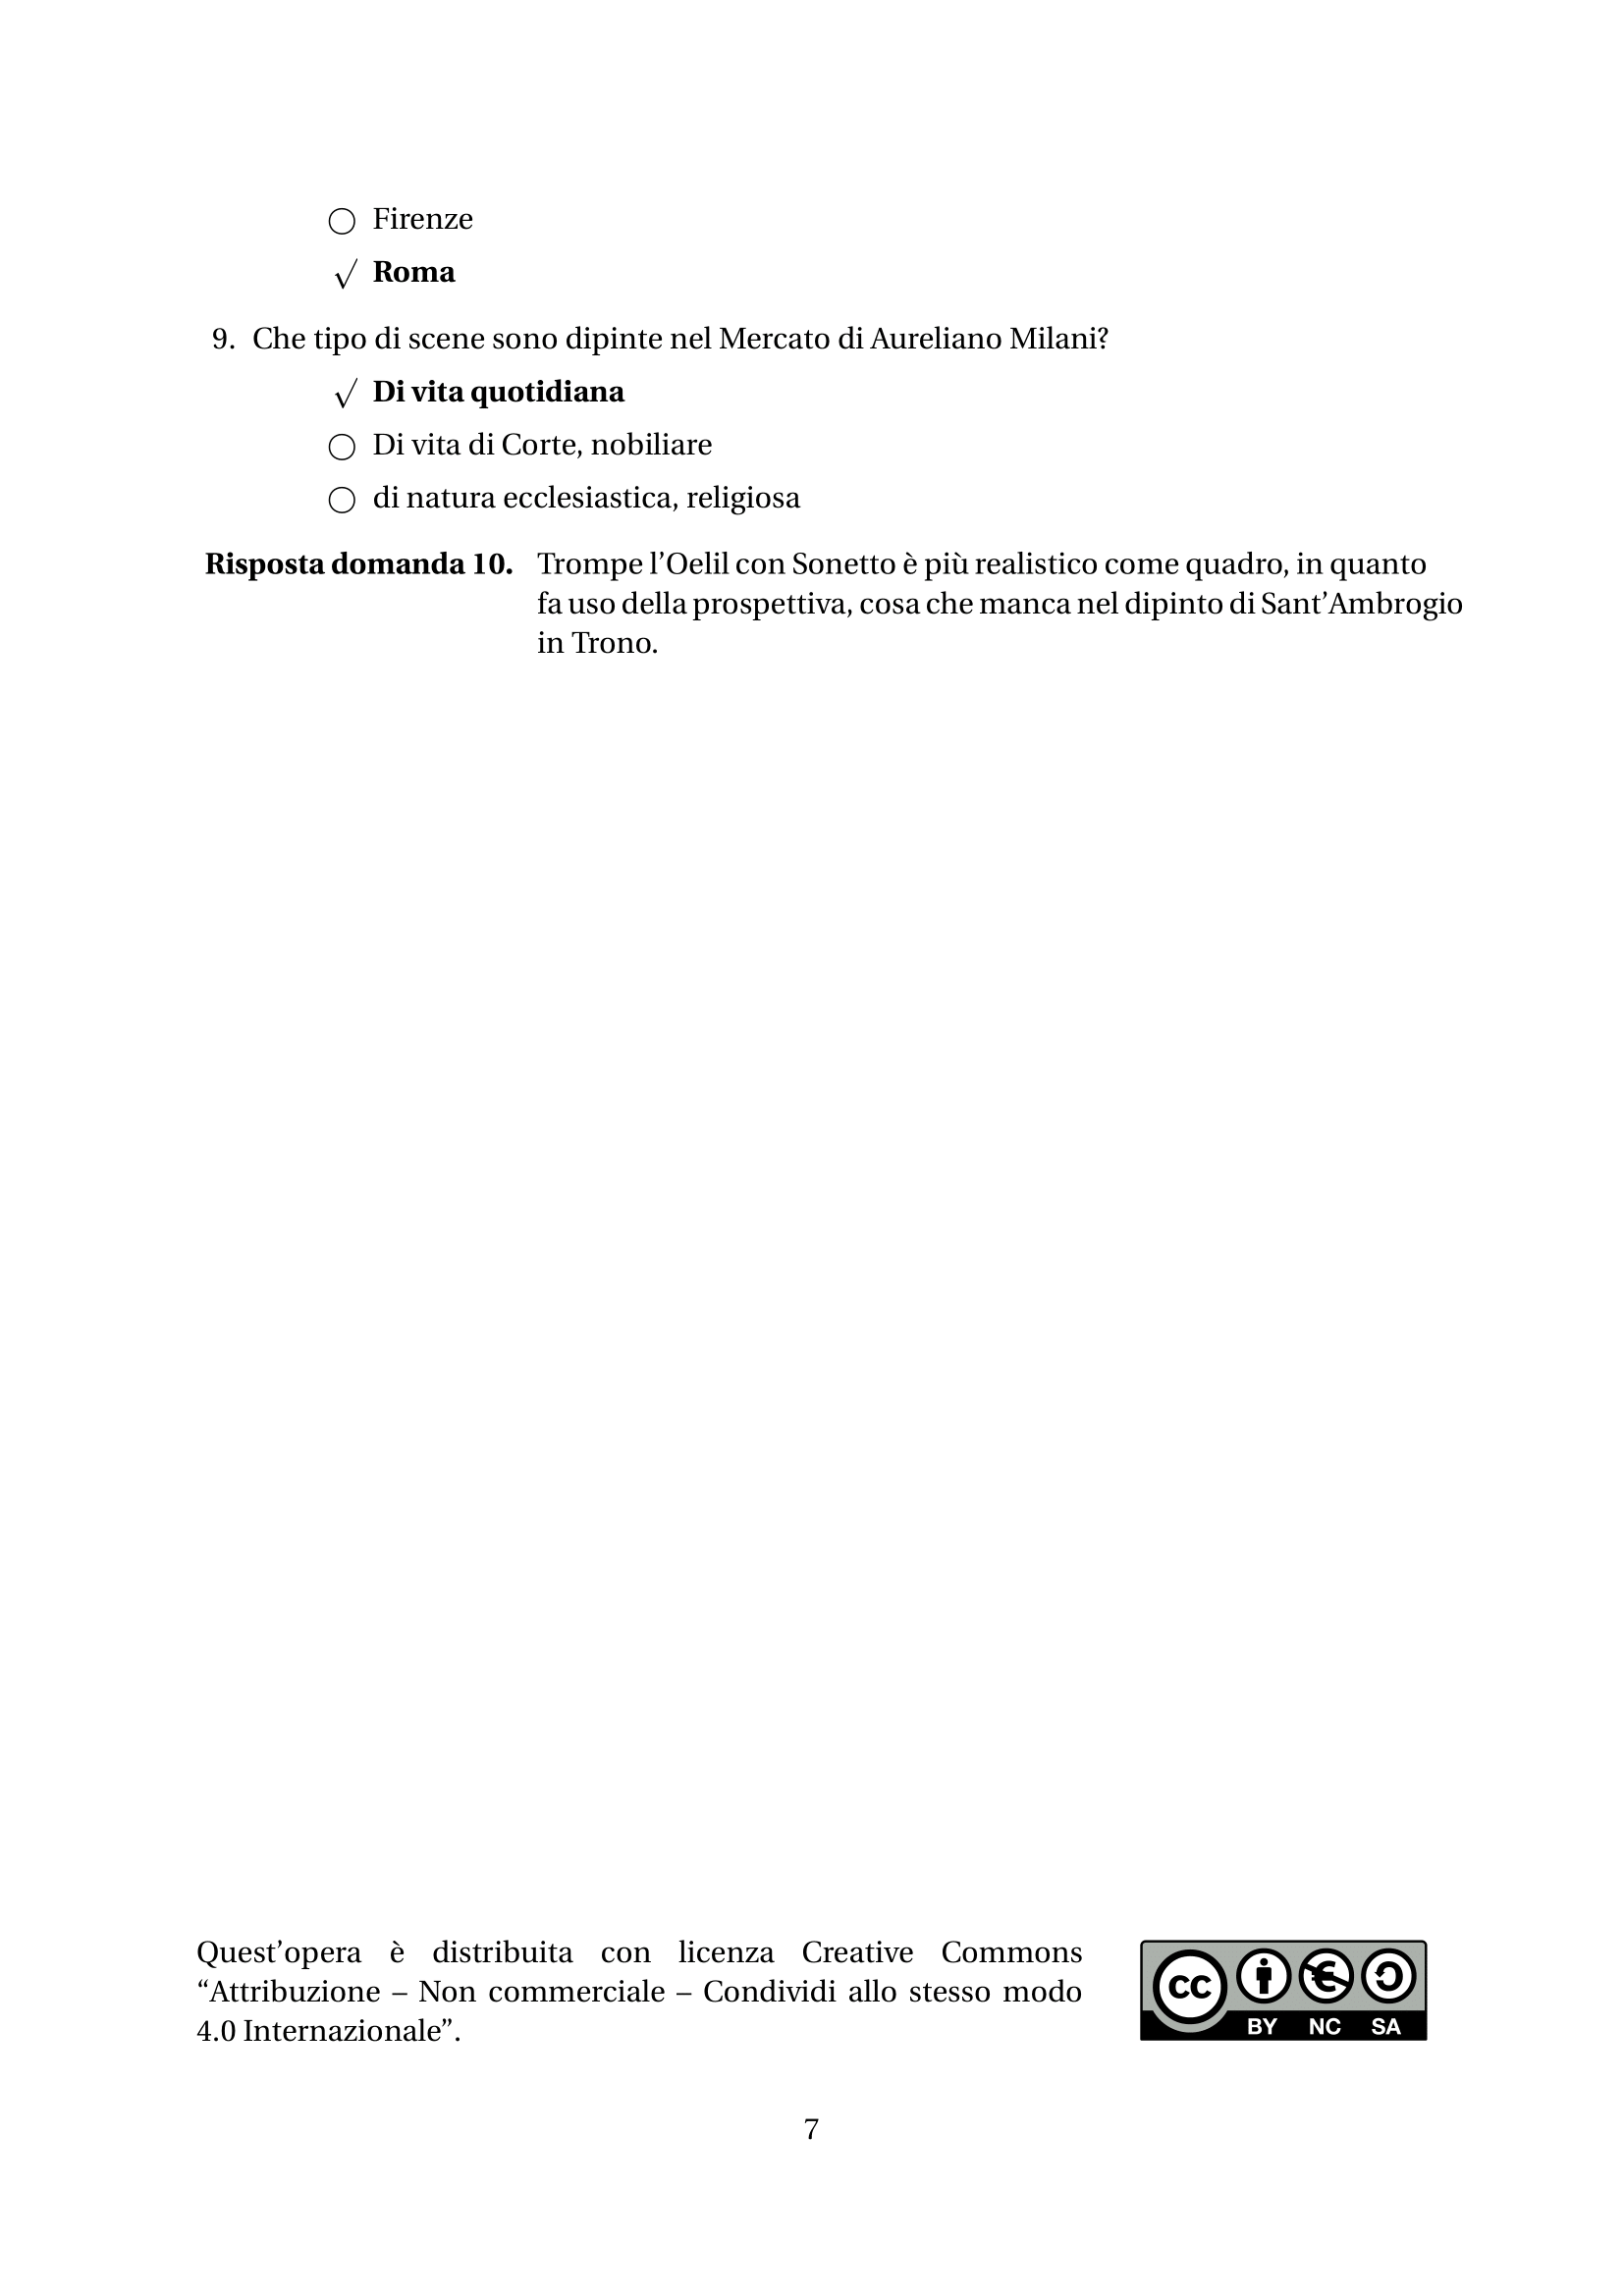 Firenze
√ Roma
9. Che tipo di scene sono dipinte nel Mercato di Aureliano Milani?
√ Di vita quotidiana
Di vita di Corte, nobiliare
di natura ecclesiastica, religiosa
Risposta domanda 10. Trompe l’Oelil con Sonetto è più realistico come quadro, in quanto
fa uso della prospettiva, cosa che manca nel dipinto di Sant’Ambrogio
in Trono.
Quest’opera è distribuita con licenza Creative Commons
“Attribuzione – Non commerciale – Condividi allo stesso modo
4.0 Internazionale”.
cc
BY NC SA
7